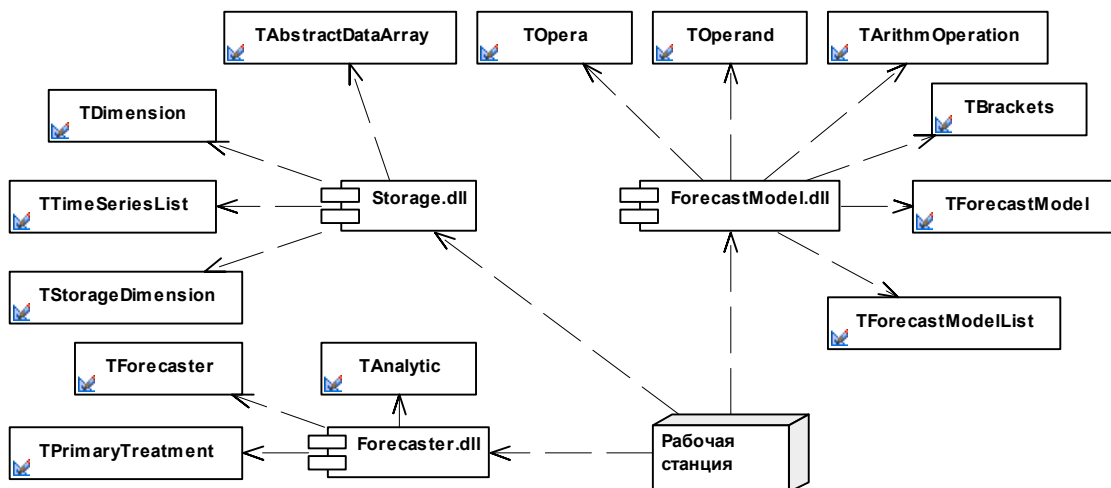 TAbstractDataArray
TOpera
TOperand
TArithmOperation
TDimension
TBrackets
TTimeSeriesList
Storage.dll
ForecastModel.dll
TForecastModel
TStorageDimension
TForecastModelList
TForecaster
TAnalytic
TPrimaryTreatment
Forecaster.dll
Рабочая
станция